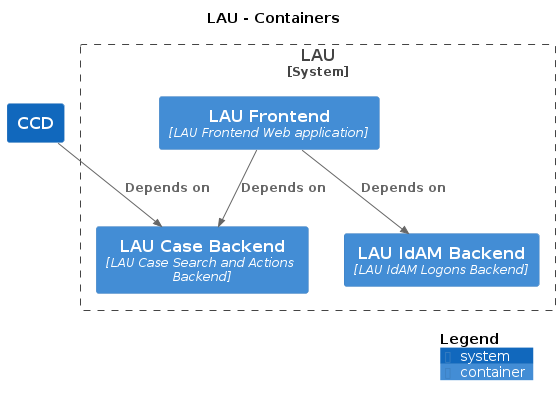 LAU - Containers
LAU
[System]
LAU Frontend
[LAU Frontend Web application]
CCD
Depends on
Depends on
Depends on
LAU Case Backend
[LAU Case Search and Actions
Backend]
LAU IdAM Backend
[LAU IdAM Logons Backend]
Legend
system
container